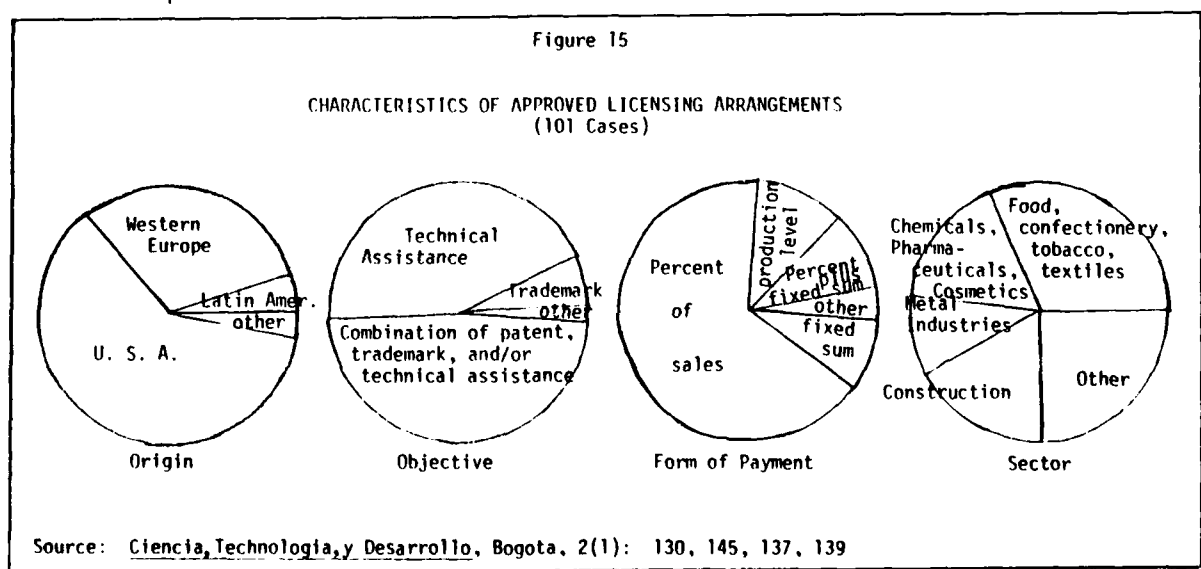 Figure 15
CHARACTERISTICS OF APPROVED LICENSING ARRANGEMENTS
(101 Cases)
Western
Europe
Latin Amer.
other
U. S. A.
Origin
Technical
Assistance
Trademark
other
Combination of patent,
trademark, and/or
technical assistance
Objective
production
level
Percent
plus
fixed sum
other
fixed
sum
Percent
of
sales
Form of Payment
Food,
confectionery,
tobacco,
textiles
Chemicals,
Pharma-
ceuticals,
Cosmetics
Metal
industries
Construction
Other
Sector
Source: Ciencia,Technologia,y Desarrollo, Bogota, 2(1): 130, 145, 137, 139